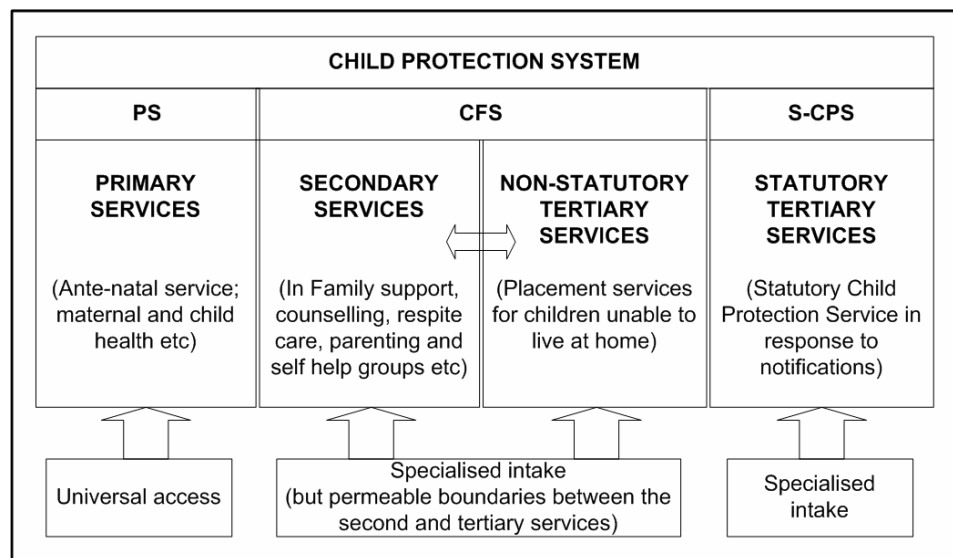 CHILD PROTECTION SYSTEM
PS
CFS
S-CPS
PRIMARY
SERVICES
(Ante-natal service;
maternal and child
health etc)
SECONDARY
SERVICES
(In Family support,
counselling, respite
care, parenting and
self help groups etc)
NON-STATUTORY
TERTIARY
SERVICES
(Placement services
for children unable to
live at home)
STATUTORY
TERTIARY
SERVICES
(Statutory Child
Protection Service in
response to
notifications)
Universal access
Specialised intake
(but permeable boundaries between the
second and tertiary services)
Specialised
intake